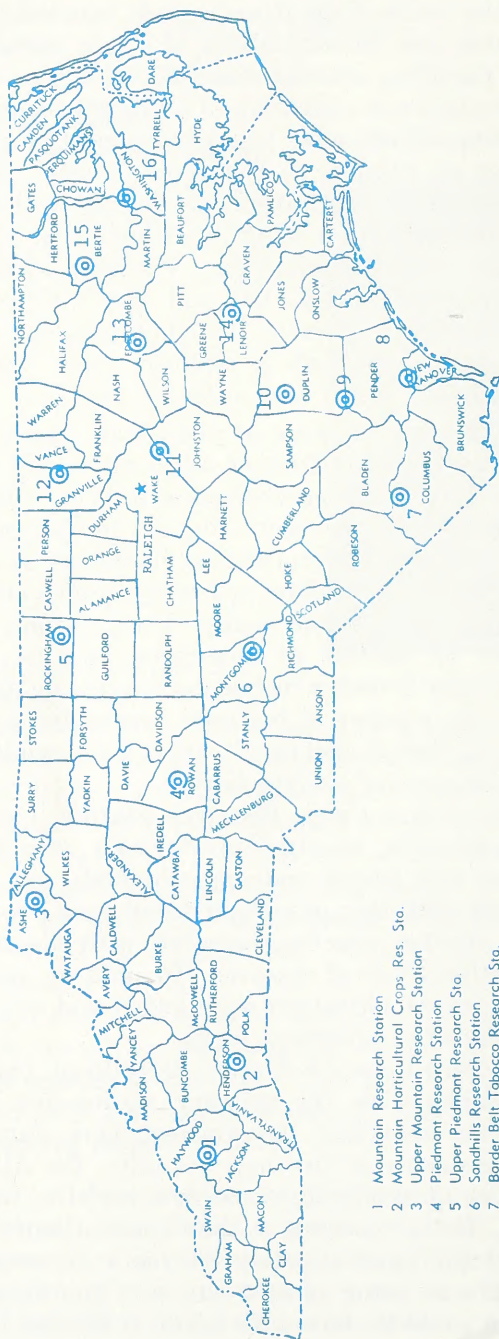 CHEROKEE
GRAHAM
CLAY
MACON
SWAIN
JACKSON
HAYWOOD
1
TRANSYLVANIA
HENDERSON
2
MADISON
BUNCOMBE
YANCEY
MITCHELL
AVERY
McDOWELL
RUTHERFORD
POLK
CLEVELAND
BURKE
CALDWELL
WATAUGA
ASHE
3
ALLEGHANY
WILKES
ALEXANDER
CATAWBA
LINCOLN
GASTON
IREDELL
SURRY
YADKIN
DAVIE
ROWAN
4
CABARRUS
MECKLENBURG
STOKES
FORSYTH
DAVIDSON
STANLY
UNION
ANSON
ROCKINGHAM
5
GUILFORD
RANDOLPH
MONTGOM
6
RICHMOND
CASWELL
ALAMANCE
ORANGE
CHATHAM
MOORE
LEE
HOKE
SCOTLAND
PERSON
DURHAM
RALEIGH
WAKE
11
HARNETT
CUMBERLAND
ROBESON
GRANVILLE
12
VANCE
WARREN
FRANKLIN
JOHNSTON
SAMPSON
BLADEN
COLUMBUS
7
BRUNSWICK
NORTHAMPTON
HALIFAX
NASH
WILSON
WAYNE
DUPLIN
10
9
PENDER
8
NEW HANOVER
EDGECOMBE
13
GREENE
LENOIR
14
PITT
JONES
ONSLOW
CRAVEN
CARTERET
PAMLICO
HERTFORD
BERTIE
15
MARTIN
BEAUFORT
GATES
CHOWAN
PERQUIMANS
PASQUOTANK
CAMDEN
CURRITUCK
WASHINGTON
16
TYRRELL
DARE
HYDE
1 Mountain Research Station
2 Mountain Horticultural Crops Res. Sta.
3 Upper Mountain Research Station
4 Piedmont Research Station
5 Upper Piedmont Research Sta.
6 Sandhills Research Station
7 Border Belt Tobacco Research Sta.